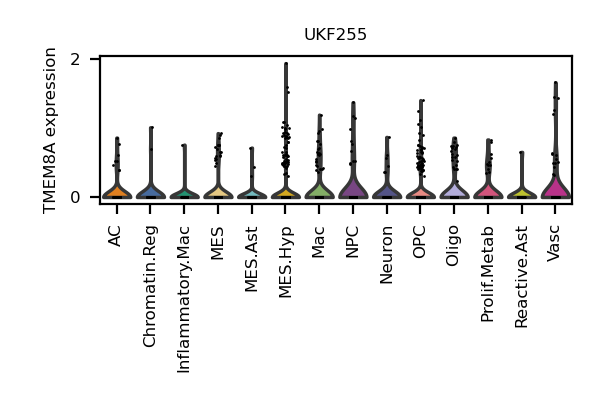 UKF255
TMEM8A expression
2
0
AC
Chromatin.Reg
Inflammatory.Mac
MES
MES.Ast
MES.Hyp
Mac
NPC
Neuron
OPC
Oligo
Prolif.Metab
Reactive.Ast
Vasc